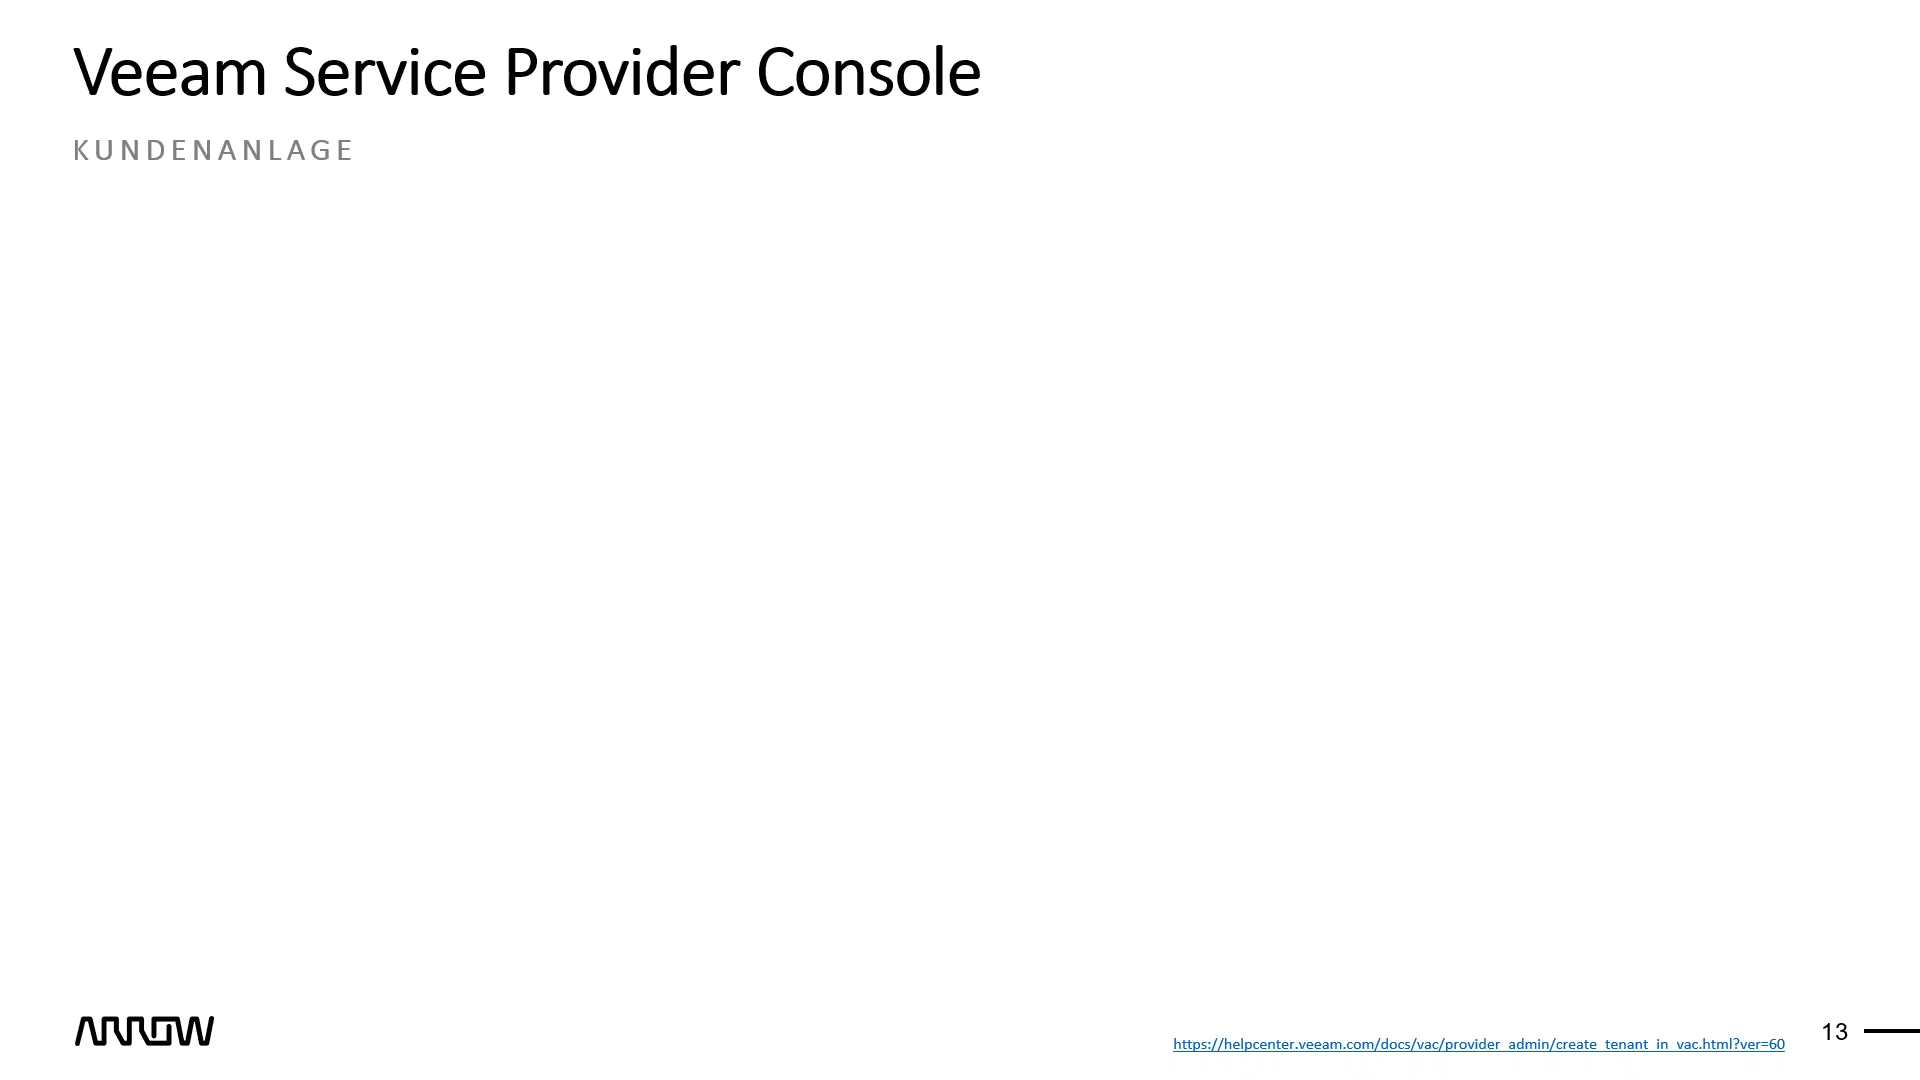 Veeam Service Provider Console
KUNDENANLAGE
ARROW
https://helpcenter.veeam.com/docs/vac/provider_admin/create_tenant_in_vac.html?ver=60
13